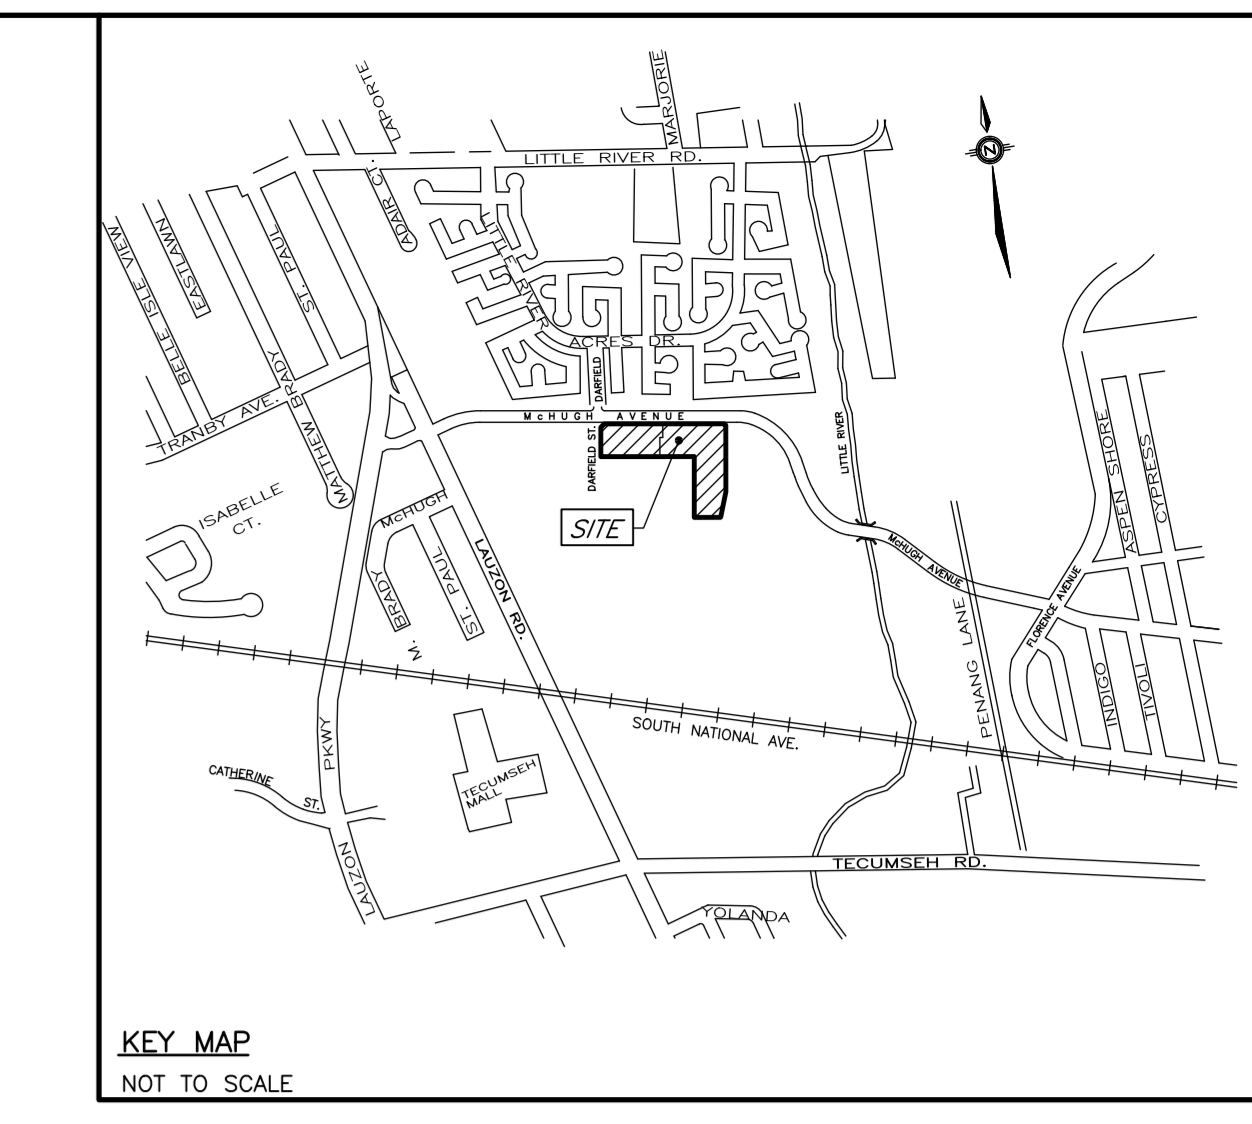 LAPORTE
MARJORIE
LITTLE RIVER RD.
N
ADAIR CT.
BELLE ISLE VIEW
EASTLAWN
ST. PAUL
LITTLE RIVER
ACRES DR.
DARFIELD
MATTHEW BRADY
TRANBY AVE.
McHUGH AVENUE
DARFIELD ST.
LITTLE RIVER
SITE
ISABELLE
CT.
McHUGH
BRADY
M.
ST. PAUL
LAUZON RD.
McHUGH AVENUE
FLORENCE AVENUE
ASPEN SHORE
CYPRESS
PENANG LANE
INDIGO
TIVOLI
SOUTH NATIONAL AVE.
PKWY
LAUZON
CATHERINE
ST.
TECUMSEH
MALL
TECUMSEH RD.
YOLANDA
KEY MAP
NOT TO SCALE